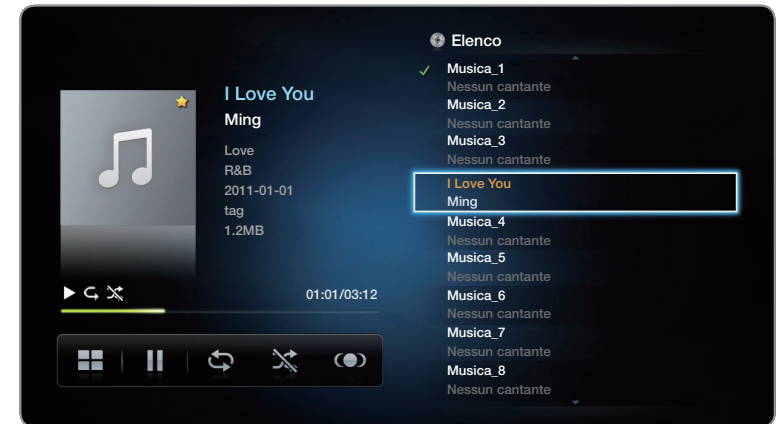 I Love You
Ming
Love
R&B
2011-01-01
tag
1.2MB
01:01/03:12
Elenco
Musica_1
Nessun cantante
Musica_2
Nessun cantante
Musica_3
Nessun cantante
I Love You
Ming
Musica_4
Nessun cantante
Musica_5
Nessun cantante
Musica_6
Nessun cantante
Musica_7
Nessun cantante
Musica_8
Nessun cantante